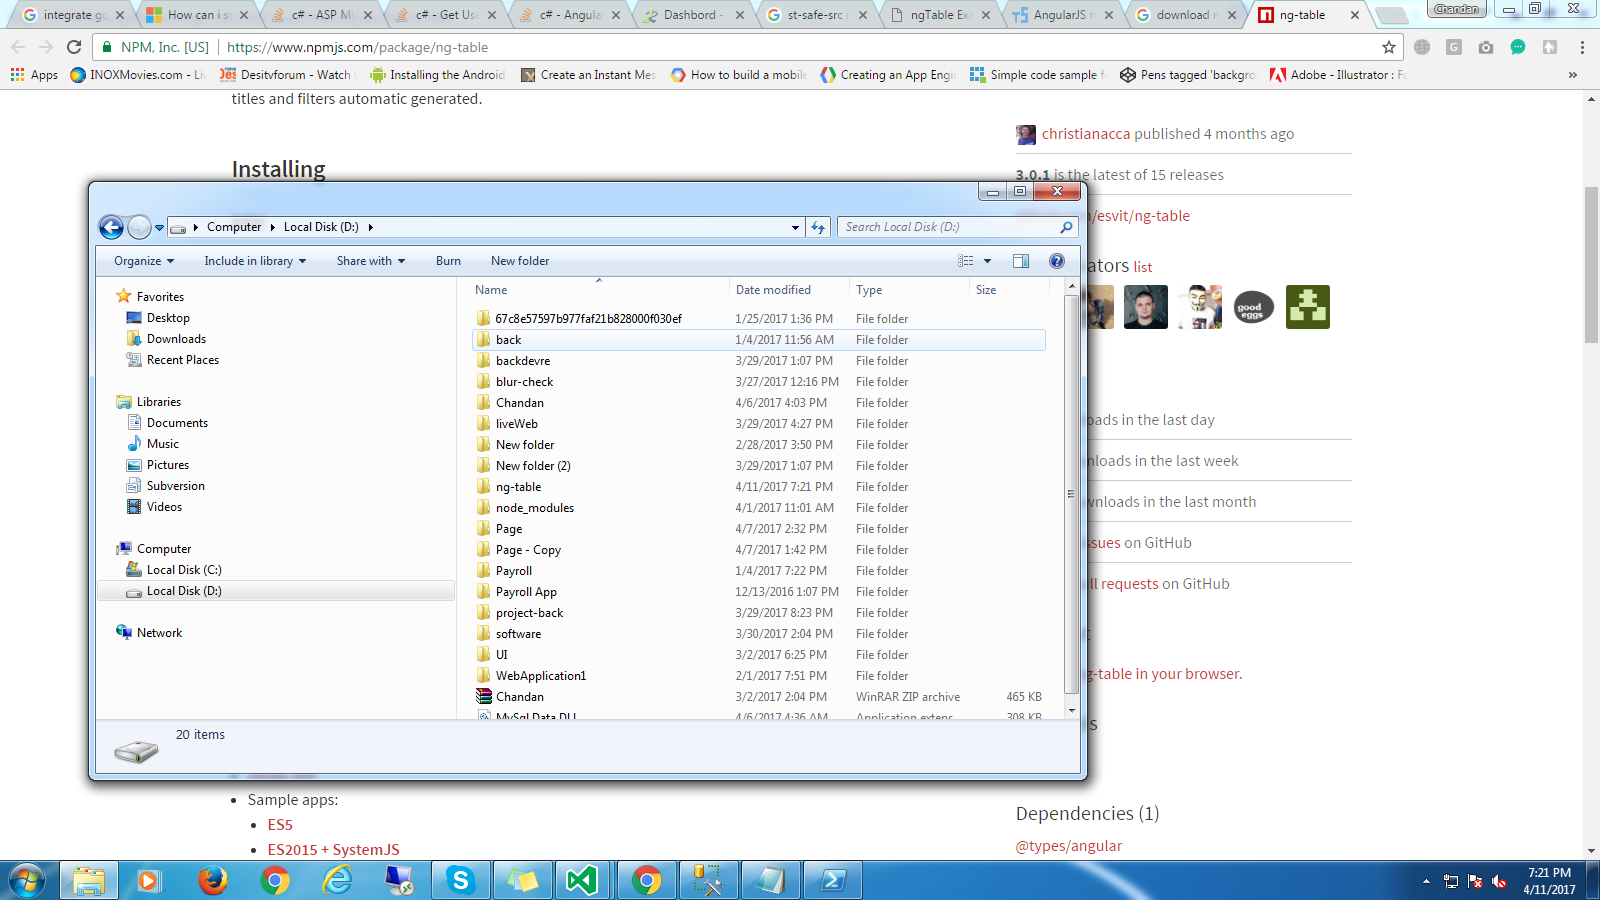 integrate go
How can i s
c# - ASP M
c# - Get Use
c# - Angula
Dashbord -
st-safe-src n
ngTable Exa
AngularJS n
download n
ng-table
Chandan
NPM, Inc. [US]
https://www.npmjs.com/package/ng-table
Apps
INOXMovies.com - Li
Desitvforum - Watch
Installing the Android
Create an Instant Mes
How to build a mobile
Creating an App Engi
Simple code sample f
Pens tagged 'backgro
Adobe - Illustrator : Fo
»
titles and filters automatic generated.
Installing
christianacca published 4 months ago
3.0.1 is the latest of 15 releases
/esvit/ng-table
ators list
good eggs
oads in the last day
nloads in the last week
wnloads in the last month
ssues on GitHub
ll requests on GitHub
t
g-table in your browser.
s
Dependencies (1)
@types/angular
Computer
Local Disk (D:)
Search Local Disk (D:)
Organize
Include in library
Share with
Burn
New folder
Favorites
Desktop
Downloads
Recent Places
Libraries
Documents
Music
Pictures
Subversion
Videos
Computer
Local Disk (C:)
Local Disk (D:)
Network
Name Date modified Type Size
67c8e57597b977faf21b828000f030ef 1/25/2017 1:36 PM File folder
back 1/4/2017 11:56 AM File folder
backdevre 3/29/2017 1:07 PM File folder
blur-check 3/27/2017 12:16 PM File folder
Chandan 4/6/2017 4:03 PM File folder
liveWeb 3/29/2017 4:27 PM File folder
New folder 2/28/2017 3:50 PM File folder
New folder (2) 3/29/2017 1:07 PM File folder
ng-table 4/11/2017 7:21 PM File folder
node_modules 4/1/2017 11:01 AM File folder
Page 4/7/2017 2:32 PM File folder
Page - Copy 4/7/2017 1:42 PM File folder
Payroll 1/4/2017 7:22 PM File folder
Payroll App 12/13/2016 1:07 PM File folder
project-back 3/29/2017 8:23 PM File folder
software 3/30/2017 2:04 PM File folder
UI 3/2/2017 6:25 PM File folder
WebApplication1 2/1/2017 7:51 PM File folder
Chandan 3/2/2017 2:04 PM WinRAR ZIP archive 465 KB
MySql.Data.DLL 4/6/2017 4:36 AM Application extens... 308 KB
20 items
Sample apps:
ES5
ES2015 + SystemJS
7:21 PM
4/11/2017